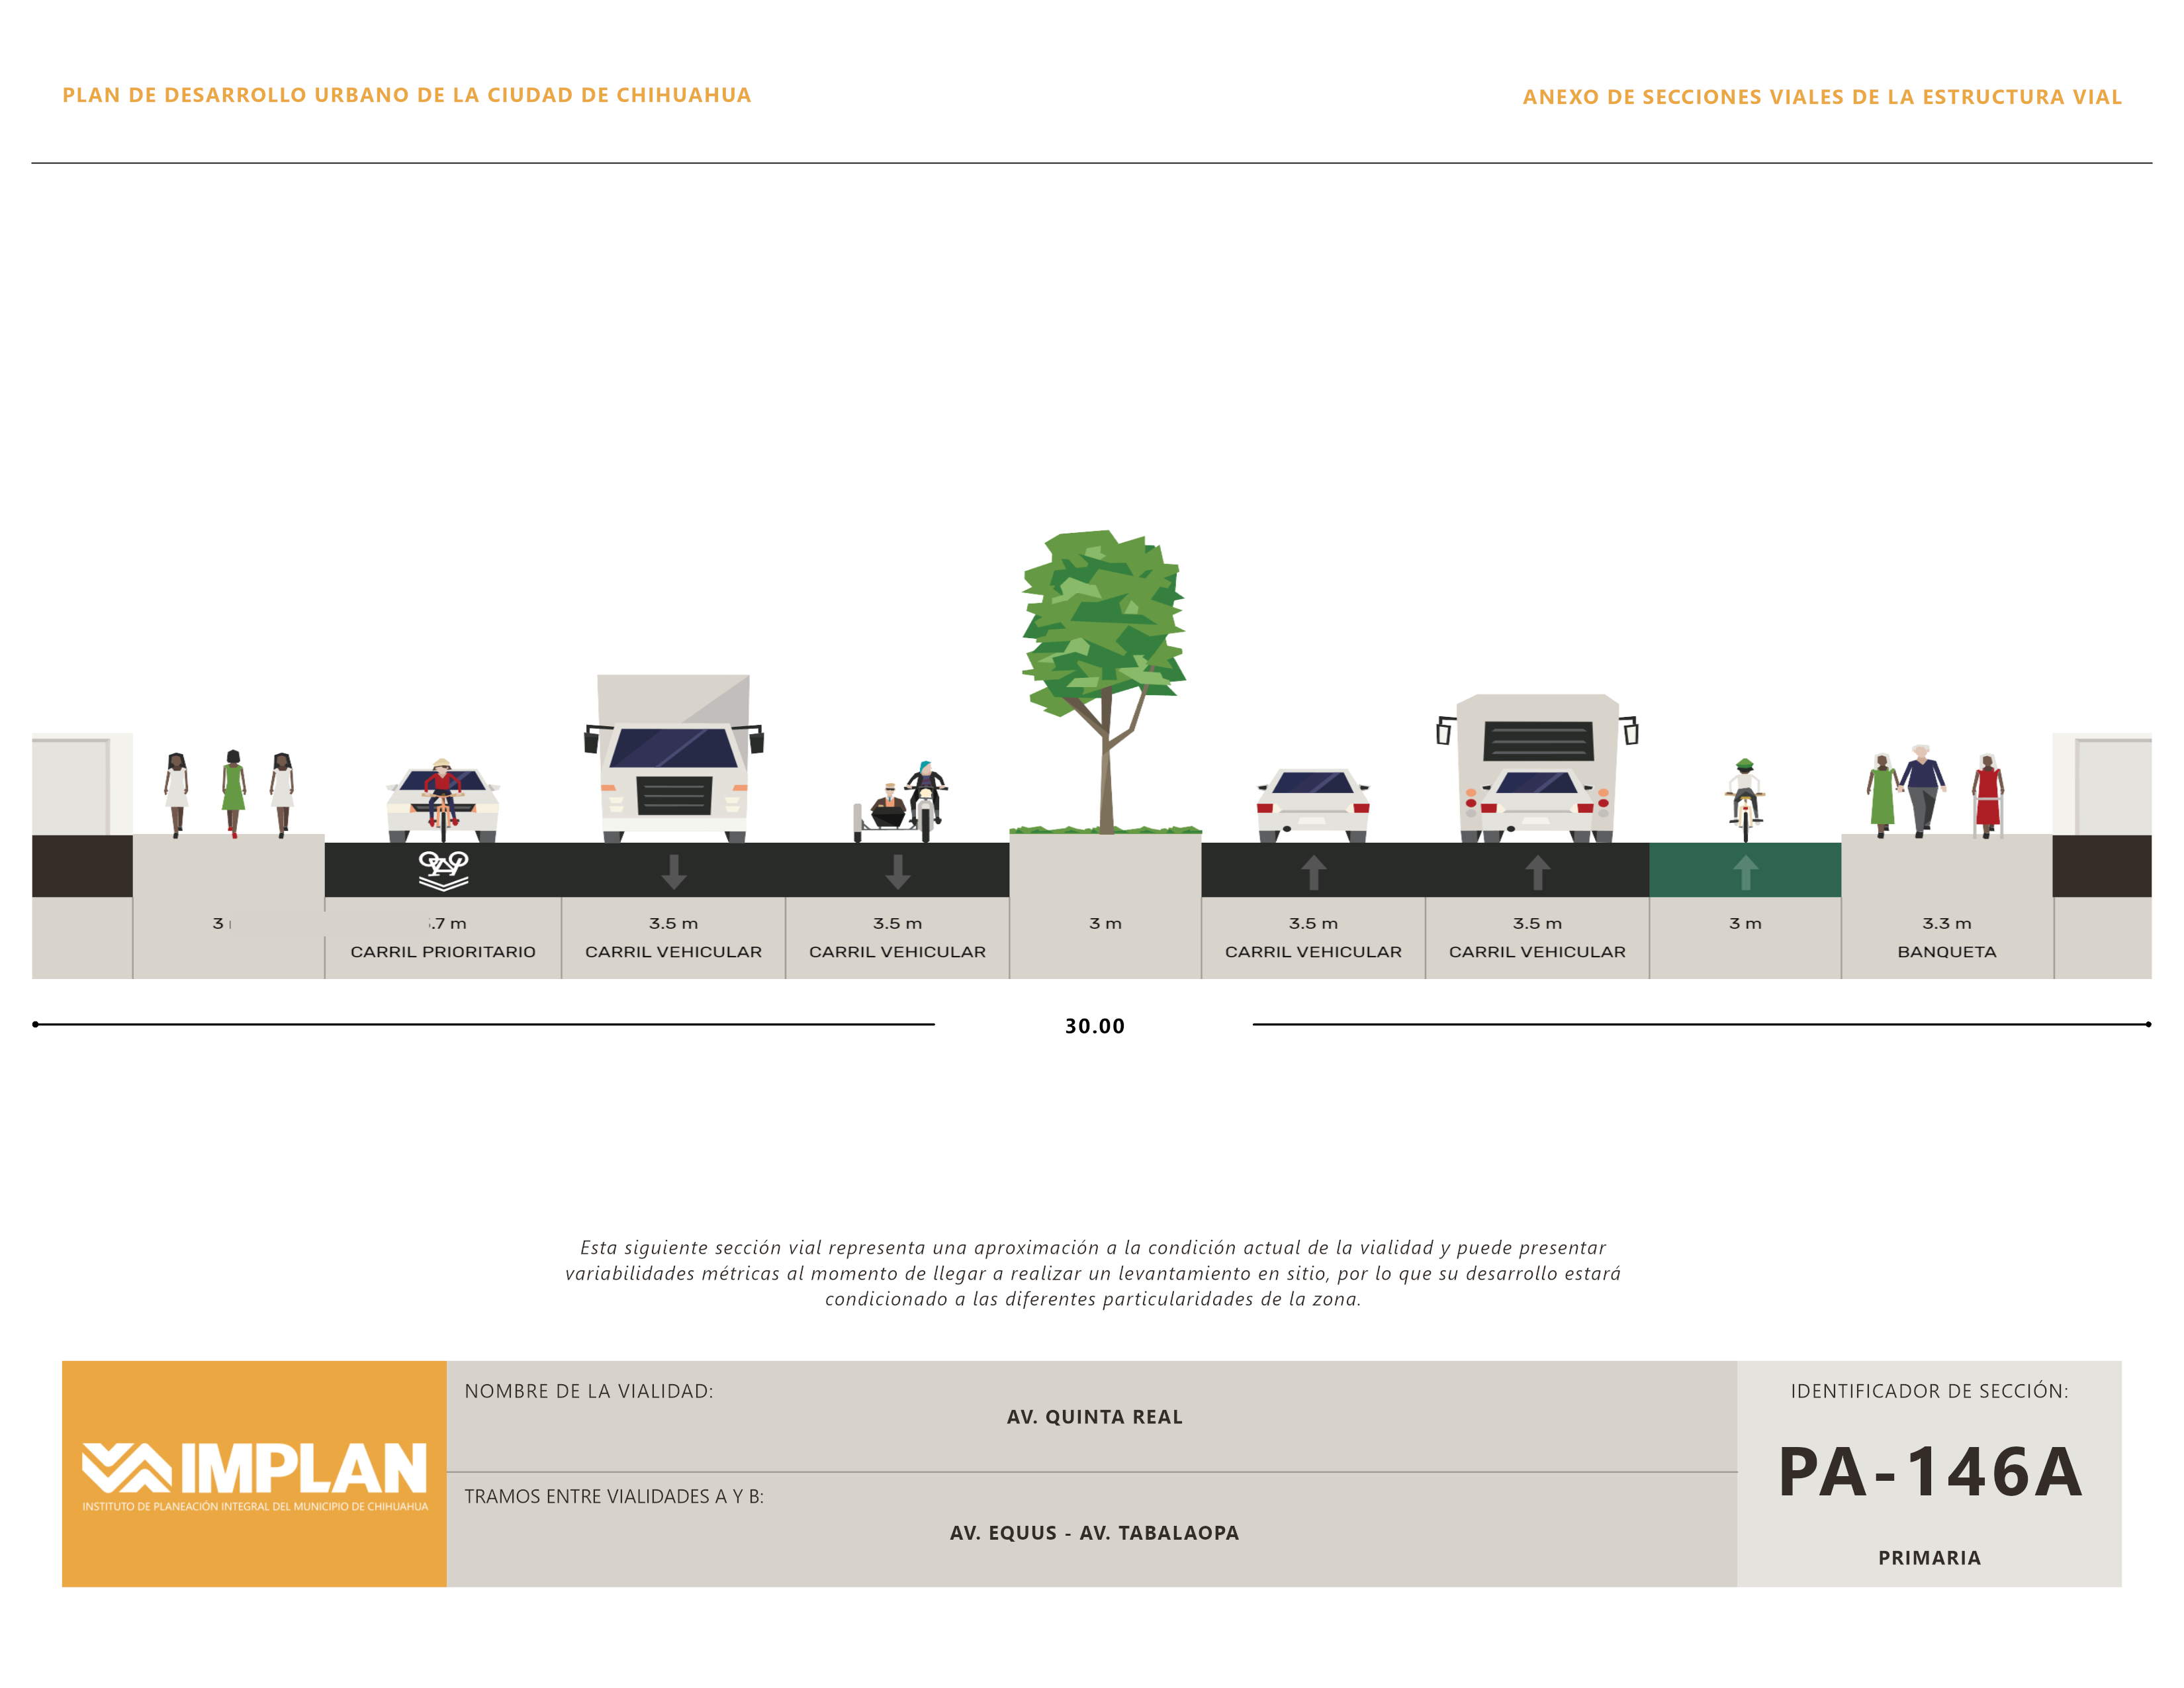 PLAN DE DESARROLLO URBANO DE LA CIUDAD DE CHIHUAHUA
ANEXO DE SECCIONES VIALES DE LA ESTRUCTURA VIAL
3
.7 m
3.5 m
3.5 m
3 m
3.5 m
3.5 m
3 m
3.3 m
CARRIL PRIORITARIO
CARRIL VEHICULAR
CARRIL VEHICULAR
CARRIL VEHICULAR
CARRIL VEHICULAR
BANQUETA
30.00
Esta siguiente sección vial representa una aproximación a la condición actual de la vialidad y puede presentar
variabilidades métricas al momento de llegar a realizar un levantamiento en sitio, por lo que su desarrollo estará
condicionado a las diferentes particularidades de la zona.
IMPLAN
INSTITUTO DE PLANEACIÓN INTEGRAL DEL MUNICIPIO DE CHIHUAHUA
NOMBRE DE LA VIALIDAD:
AV. QUINTA REAL
TRAMOS ENTRE VIALIDADES A Y B:
AV. EQUUS - AV. TABALAOPA
IDENTIFICADOR DE SECCIÓN:
PA-146A
PRIMARIA